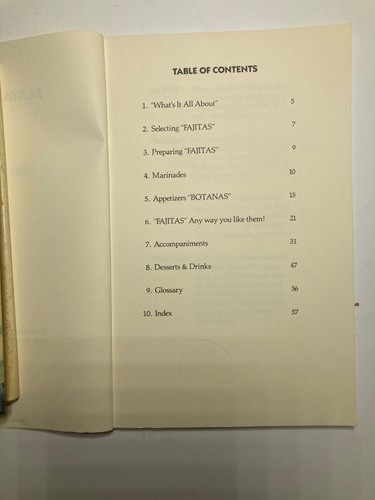 TABLE OF CONTENTS
1. "What's It All About" 5
2. Selecting "FAJITAS" 7
3. Preparing "FAJITAS" 9
4. Marinades 10
5. Appetizers "BOTANAS" 15
6. "FAJITAS" Any way you like them! 21
7. Accompaniments 31
8. Desserts & Drinks 47
9. Glossary 56
10. Index 57